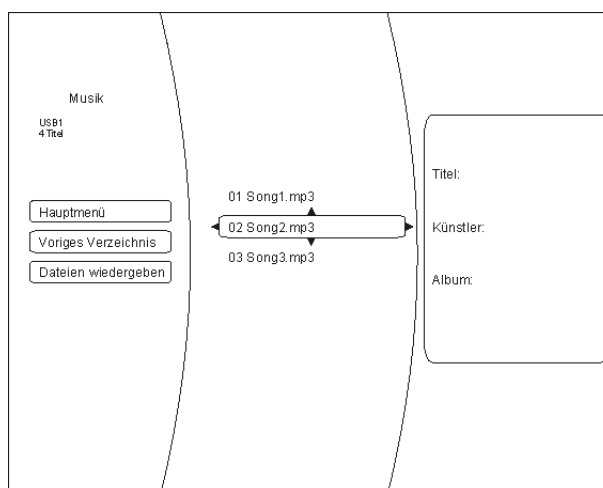 Musik
USB1
4 Titel
Hauptmenü
Voriges Verzeichnis
Dateien wiedergeben
01 Song1.mp3
02 Song2.mp3
03 Song3.mp3
Titel:
Künstler:
Album: